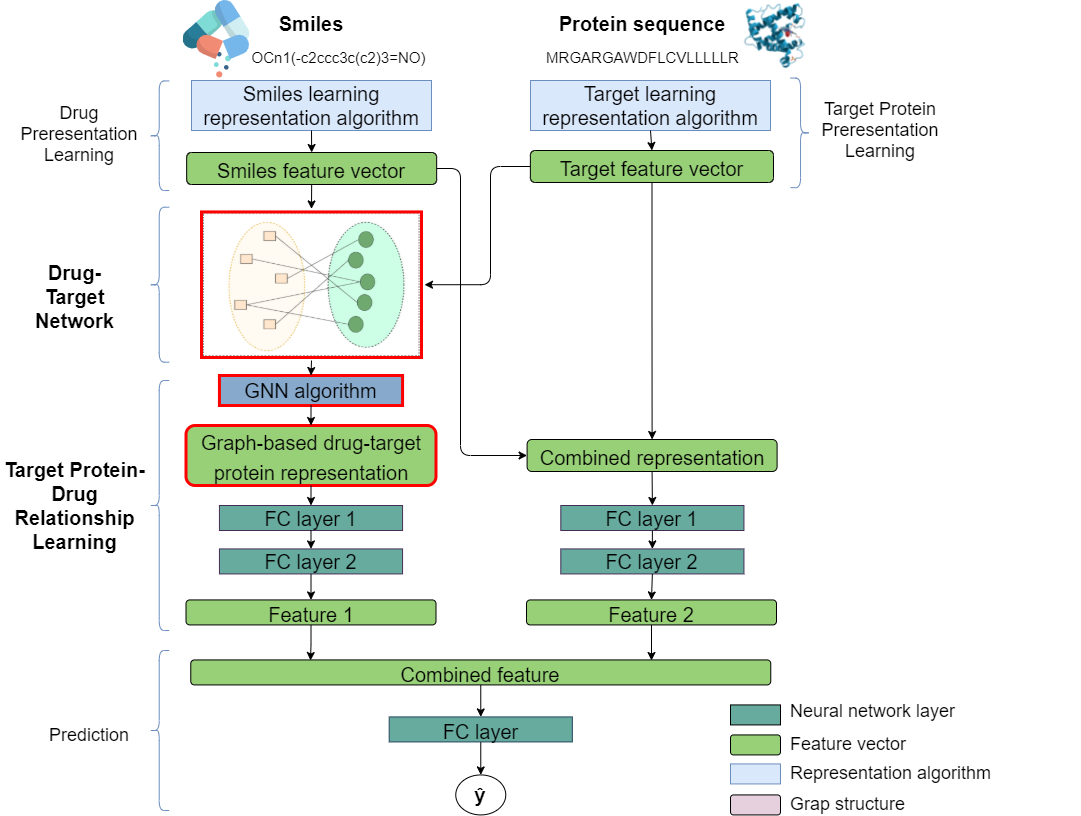 Smiles
Protein sequence
OCn1(-c2ccc3c(c2)3=NO)
MRGARGAWDFLCVLLLLLR
Drug
Preresentation
Learning
Smiles learning
representation algorithm
Target learning
representation algorithm
Target Protein
Preresentation
Learning
Smiles feature vector
Target feature vector
Drug-
Target
Network
GNN algorithm
Graph-based drug-target
protein representation
Combined representation
Target Protein-
Drug
Relationship
Learning
FC layer 1
FC layer 1
FC layer 2
FC layer 2
Feature 1
Feature 2
Combined feature
Prediction
FC layer
ŷ
Neural network layer
Feature vector
Representation algorithm
Grap structure